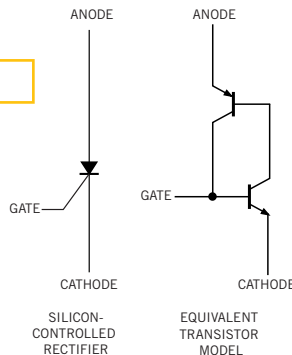 ANODE
ANODE
GATE
GATE
CATHODE
CATHODE
SILICON-
CONTROLLED
RECTIFIER
EQUIVALENT
TRANSISTOR
MODEL